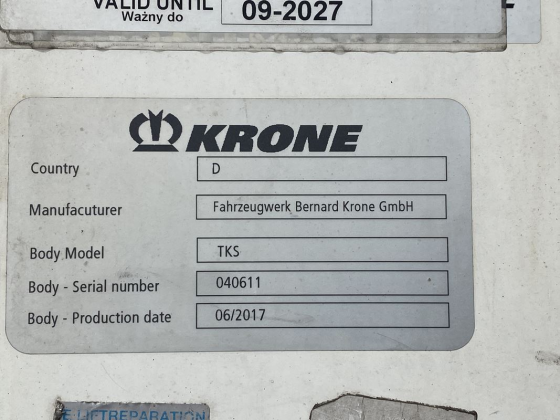 VALID UNTIL 09-2027
Ważny do
KRONE
Country D
Manufacuturer Fahrzeugwerk Bernard Krone GmbH
Body Model TKS
Body - Serial number 040611
Body - Production date 06/2017
LIFTREPARATION